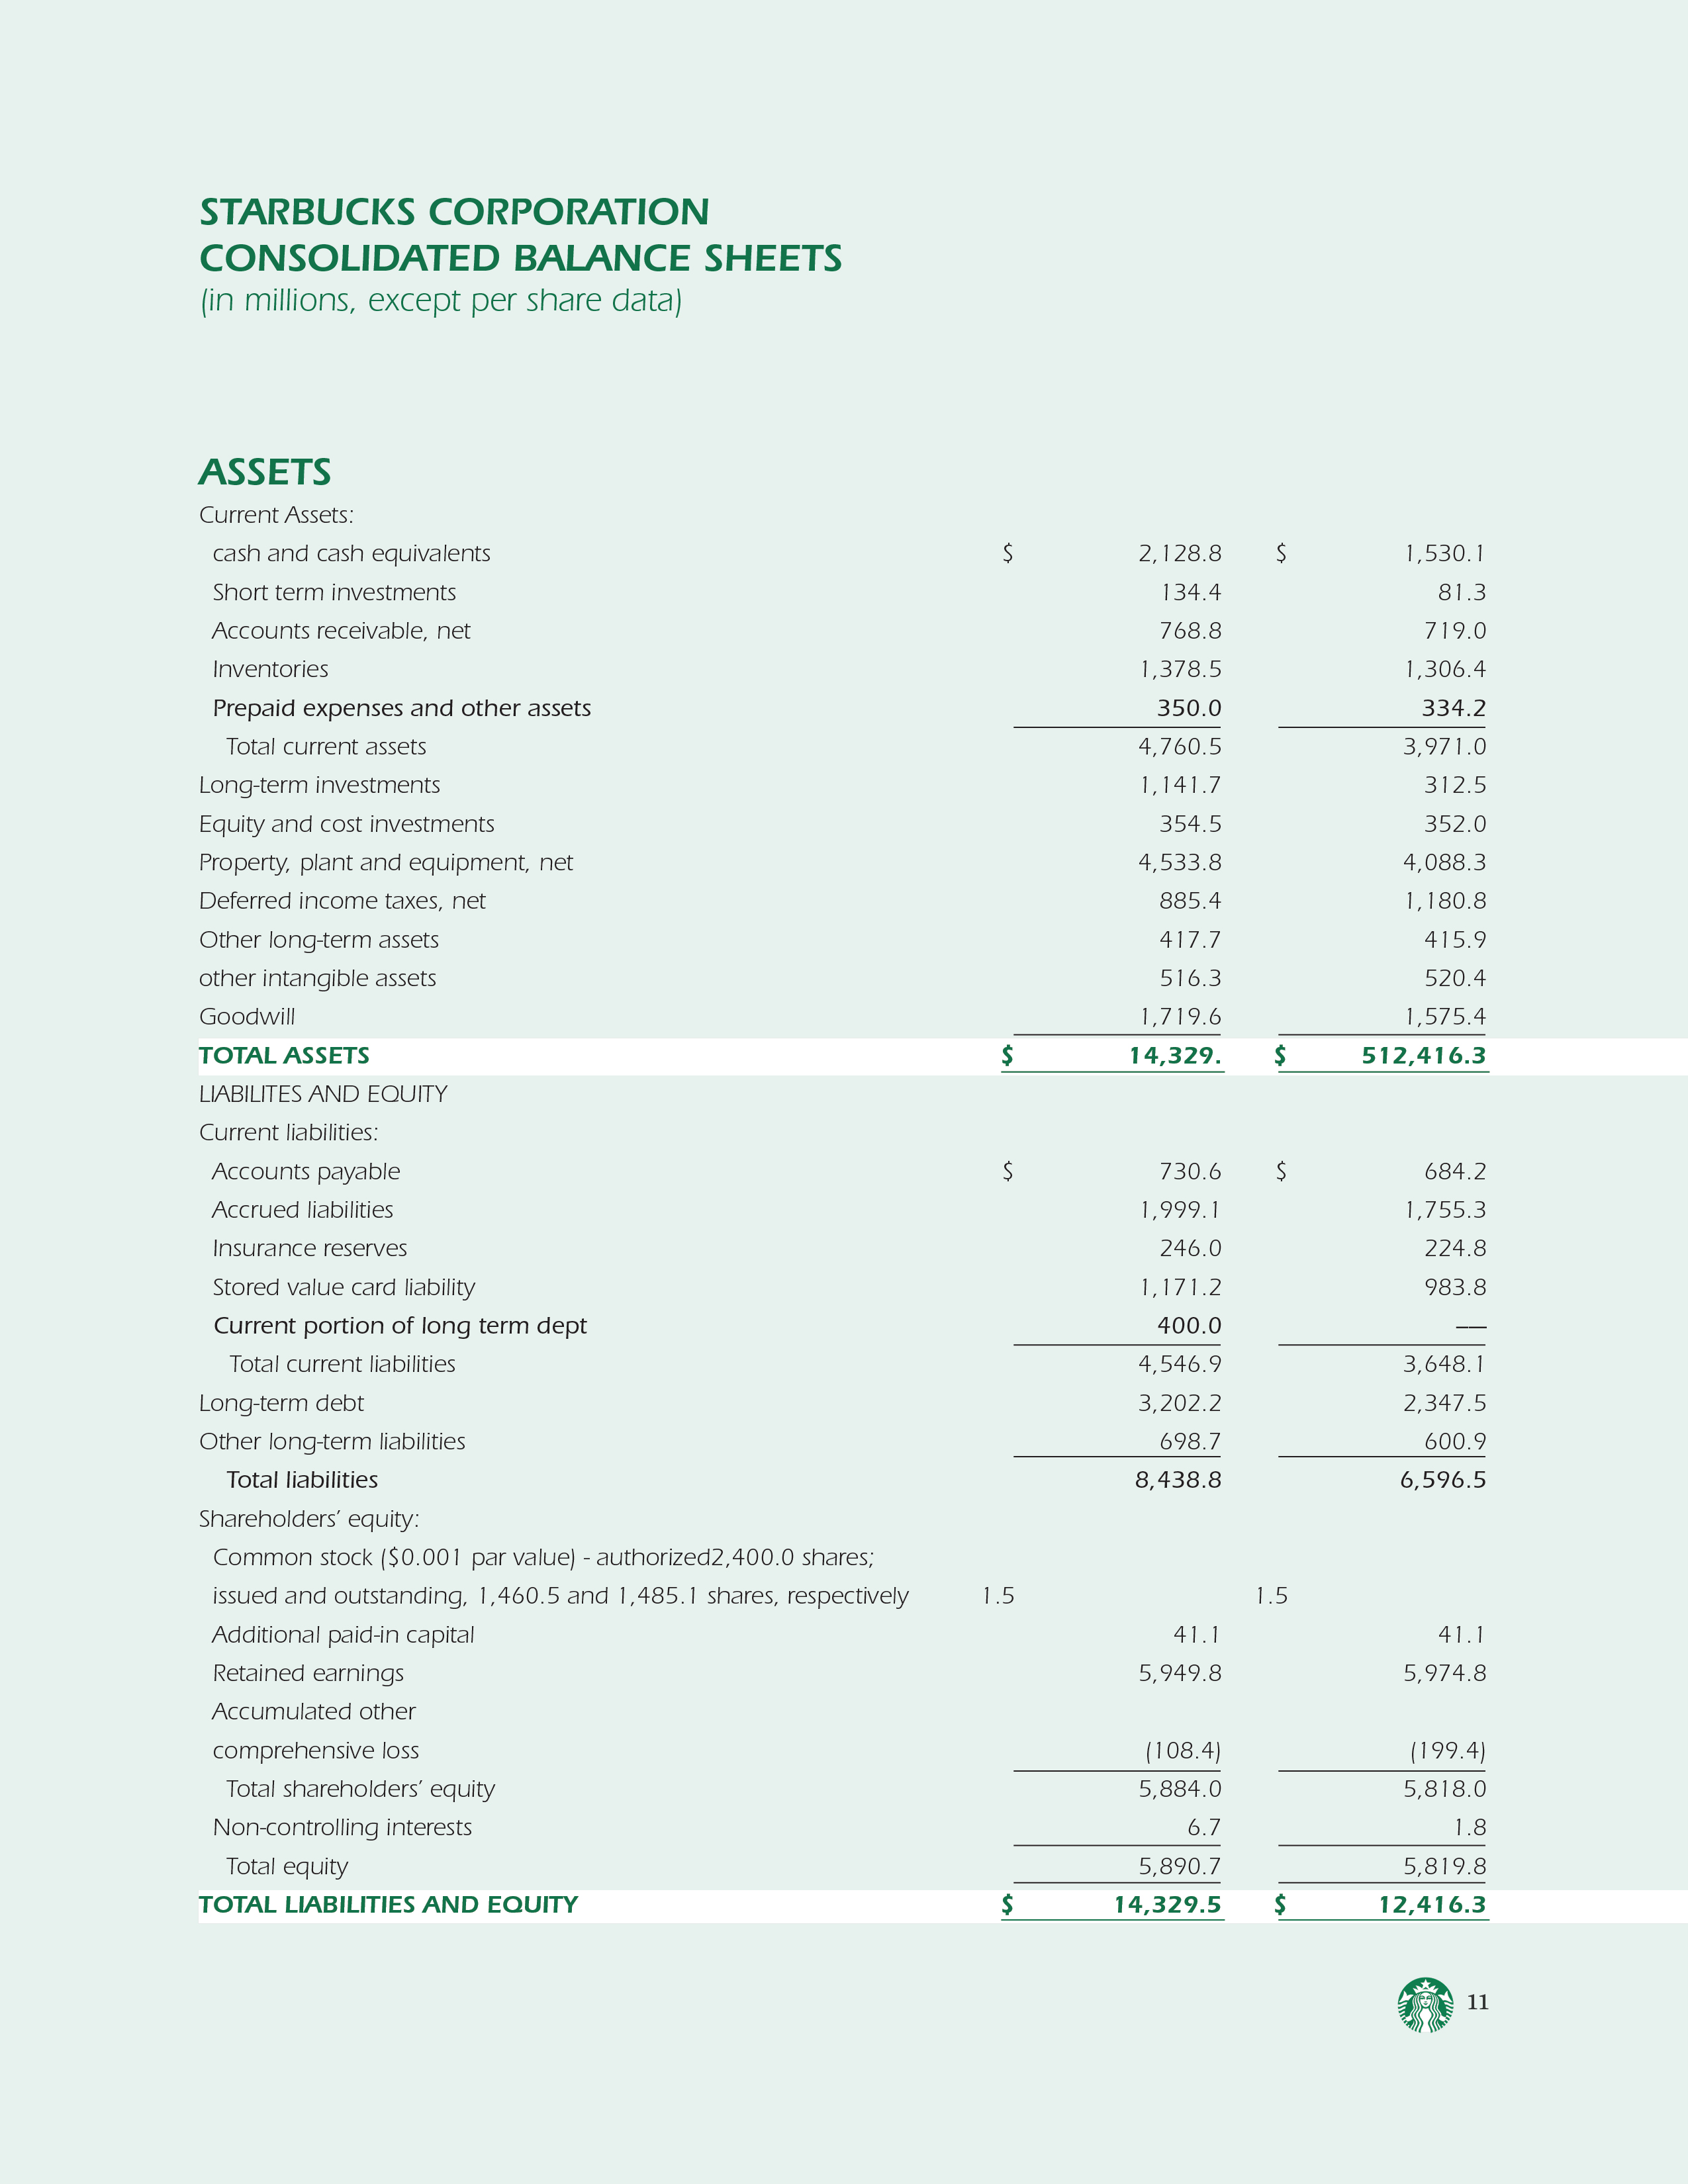 STARBUCKS CORPORATION
CONSOLIDATED BALANCE SHEETS
(in millions, except per share data)
ASSETS
Current Assets:
cash and cash equivalents $ 2,128.8 $ 1,530.1
Short term investments 134.4 81.3
Accounts receivable, net 768.8 719.0
Inventories 1,378.5 1,306.4
Prepaid expenses and other assets 350.0 334.2
Total current assets 4,760.5 3,971.0
Long-term investments 1,141.7 312.5
Equity and cost investments 354.5 352.0
Property, plant and equipment, net 4,533.8 4,088.3
Deferred income taxes, net 885.4 1,180.8
Other long-term assets 417.7 415.9
other intangible assets 516.3 520.4
Goodwill 1,719.6 1,575.4
TOTAL ASSETS $ 14,329. $ 512,416.3
LIABILITES AND EQUITY
Current liabilities:
Accounts payable $ 730.6 $ 684.2
Accrued liabilities 1,999.1 1,755.3
Insurance reserves 246.0 224.8
Stored value card liability 1,171.2 983.8
Current portion of long term dept 400.0 —
Total current liabilities 4,546.9 3,648.1
Long-term debt 3,202.2 2,347.5
Other long-term liabilities 698.7 600.9
Total liabilities 8,438.8 6,596.5
Shareholders’ equity:
Common stock ($0.001 par value) - authorized2,400.0 shares;
issued and outstanding, 1,460.5 and 1,485.1 shares, respectively 1.5 1.5
Additional paid-in capital 41.1 41.1
Retained earnings 5,949.8 5,974.8
Accumulated other
comprehensive loss (108.4) (199.4)
Total shareholders’ equity 5,884.0 5,818.0
Non-controlling interests 6.7 1.8
Total equity 5,890.7 5,819.8
TOTAL LIABILITIES AND EQUITY $ 14,329.5 $ 12,416.3
11